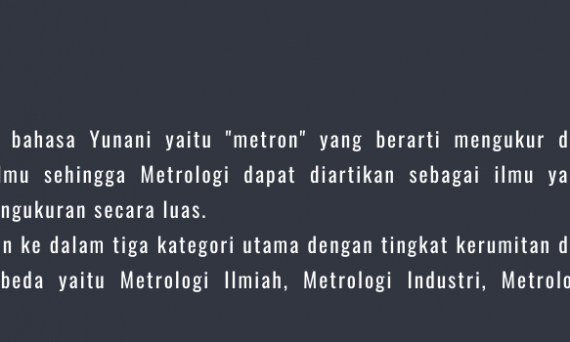 bahasa Yunani yaitu "metron" yang berarti mengukur d
lmu sehingga Metrologi dapat diartikan sebagai ilmu ya
ngukuran secara luas.
n ke dalam tiga kategori utama dengan tingkat kerumitan d
beda yaitu Metrologi Ilmiah, Metrologi Industri, Metrolo